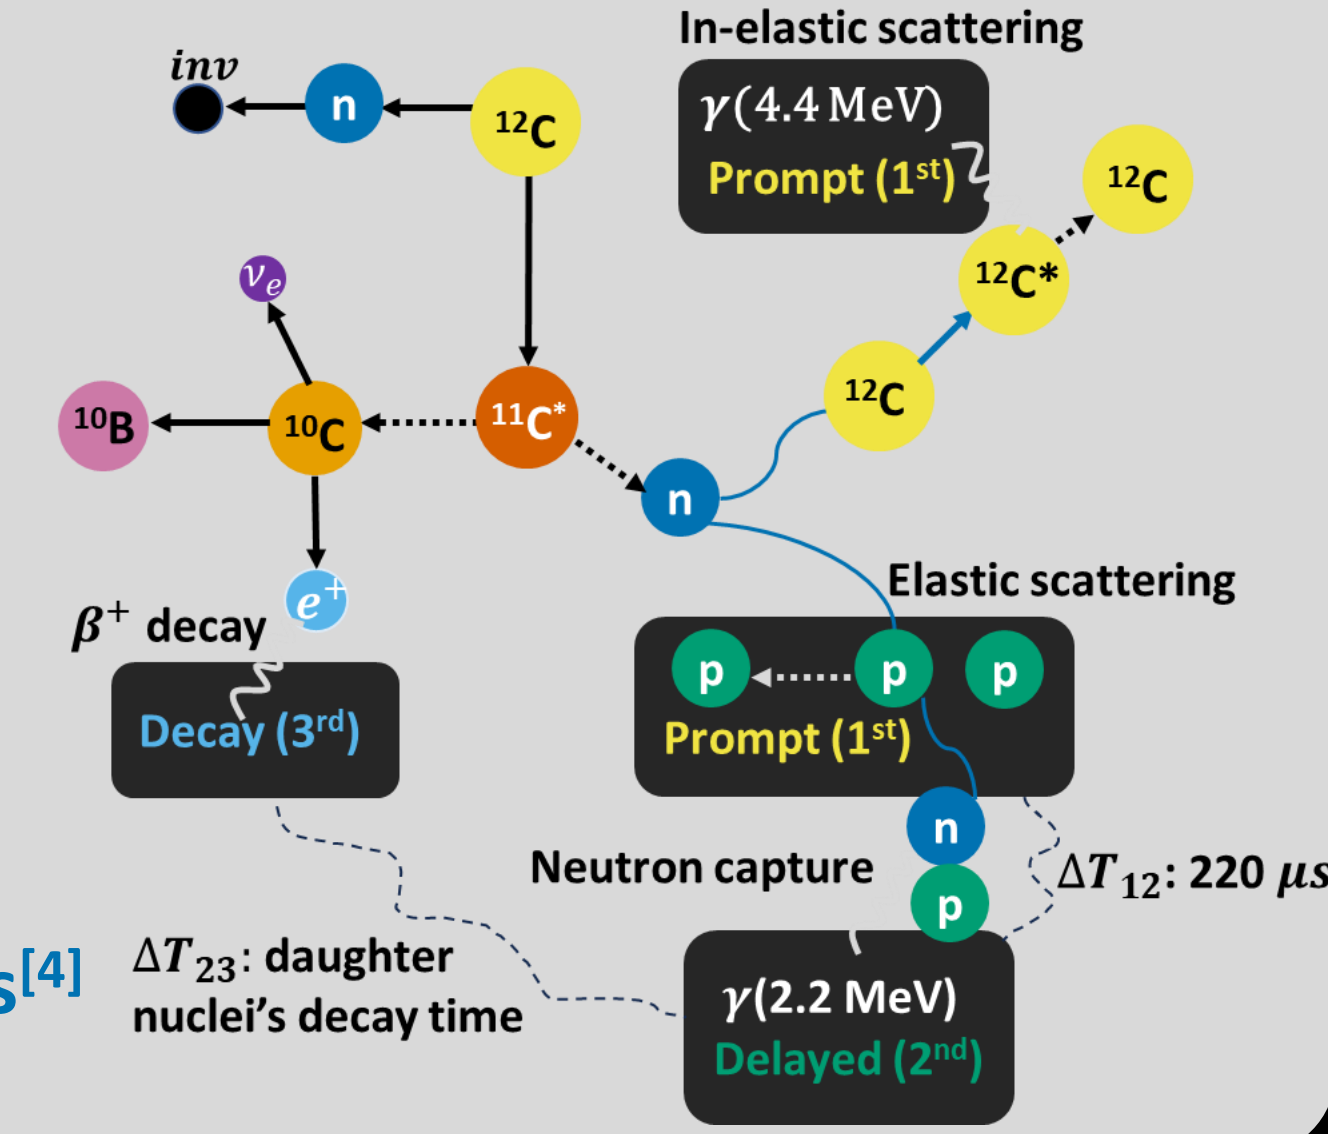 In-elastic scattering
inv
n
¹²C
γ(4.4 MeV)
Prompt (1ˢᵗ)
¹²C
¹²C*
νₑ
¹²C
¹⁰B
¹⁰C
¹¹C*
n
Elastic scattering
e⁺
β⁺ decay
p
p
p
Decay (3ʳᵈ)
Prompt (1ˢᵗ)
n
Neutron capture
ΔT₁₂: 220 μs
p
s[4]
ΔT₂₃: daughter
nuclei's decay time
γ(2.2 MeV)
Delayed (2ⁿᵈ)